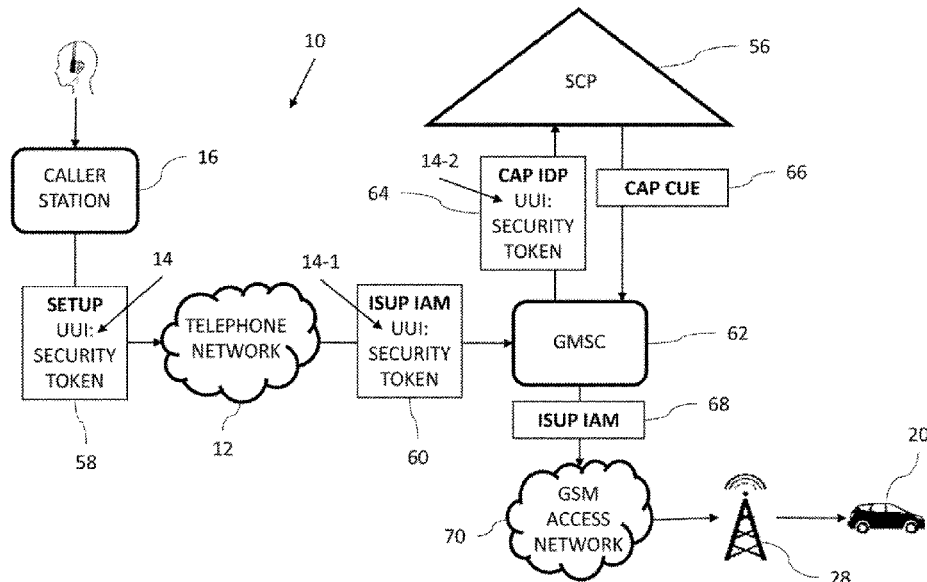 10
56
SCP
CALLER
STATION
16
14-2
64
CAP IDP
UUI:
SECURITY
TOKEN
CAP CUE
66
14
SETUP
UUI:
SECURITY
TOKEN
58
TELEPHONE
NETWORK
12
14-1
ISUP IAM
UUI:
SECURITY
TOKEN
60
GMSC
62
ISUP IAM
68
GSM
ACCESS
NETWORK
70
28
20